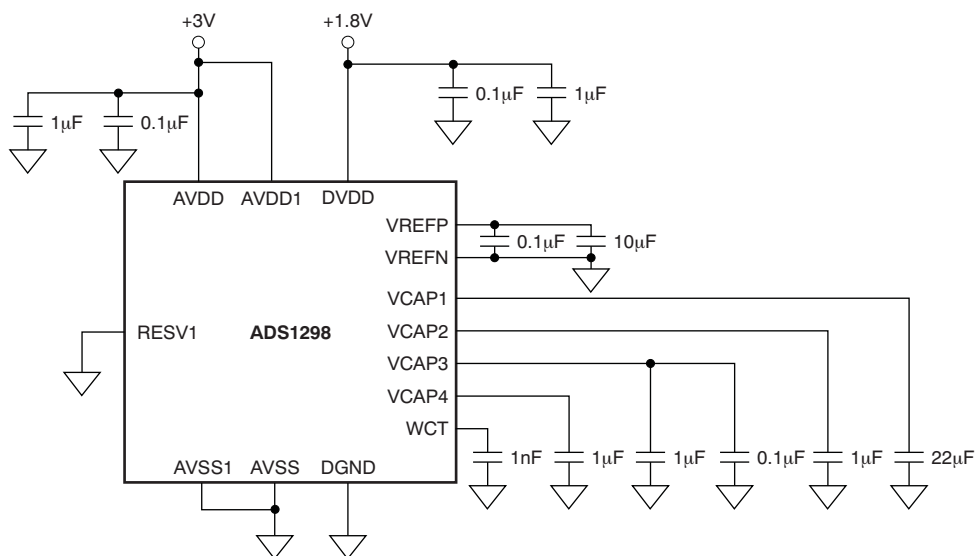 +3V
+1.8V
1μF
0.1μF
0.1μF
1μF
AVDD
AVDD1
DVDD
VREFP
0.1μF
10μF
VREFN
VCAP1
RESV1
ADS1298
VCAP2
VCAP3
VCAP4
WCT
1nF
1μF
1μF
0.1μF
1μF
22μF
AVSS1
AVSS
DGND